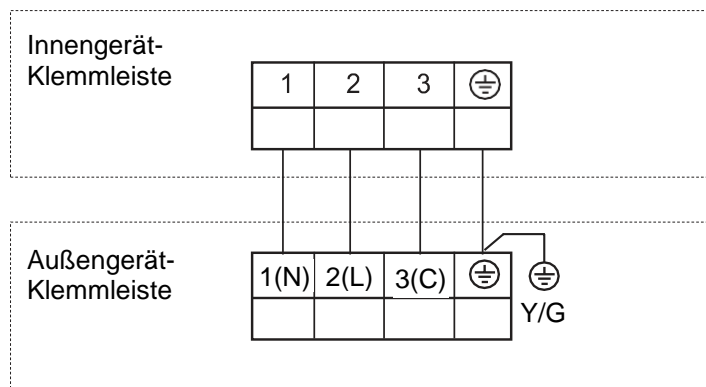 Innengerät-
Klemmleiste
1 2 3
Außengerät-
Klemmleiste
1(N) 2(L) 3(C)
Y/G